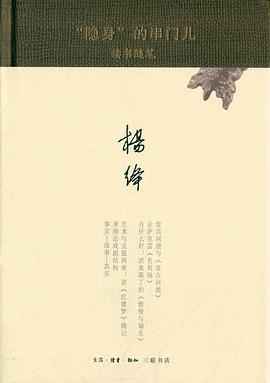 “隐身”的串门儿
读书随笔
杨绛
堂吉诃德与《堂吉诃德》
论萨克雷《名利场》
有什么好：读奥斯丁的《傲慢与偏见》
艺术与克服困难：读《红楼梦》偶记
李渔论戏剧结构
事实—故事—真实
生活·讀書·新知 三联书店